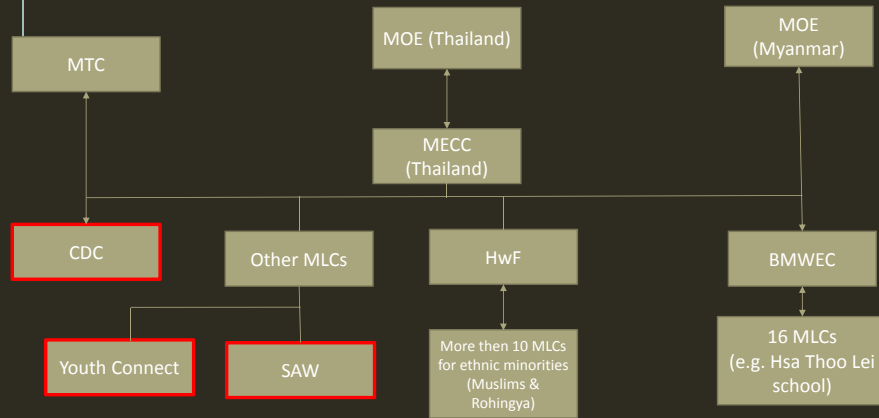 MTC
MOE (Thailand)
MOE
(Myanmar)
MECC
(Thailand)
CDC
Other MLCs
HwF
BMWEC
Youth Connect
SAW
More then 10 MLCs
for ethnic minorities
(Muslims &
Rohingya)
16 MLCs
(e.g. Hsa Thoo Lei
school)